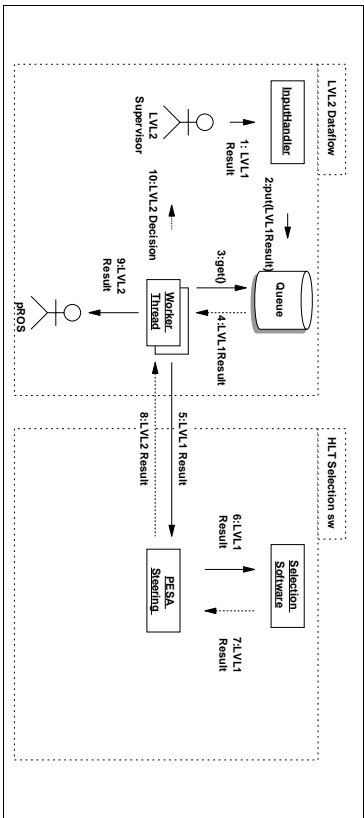 LVL2 Dataflow
HLT Selection sw
InputHandler
2:put(LVL1Result)
Queue
1: LVL1
Result
3:get()
4:LVL1Result
LVL2
Supervisor
10:LVL2 Decision
Worker
Thread
9:LVL2
Result
pROS
5:LVL1 Result
8:LVL2 Result
Selection
Software
6:LVL1
Result
7:LVL1
Result
PESA
Steering